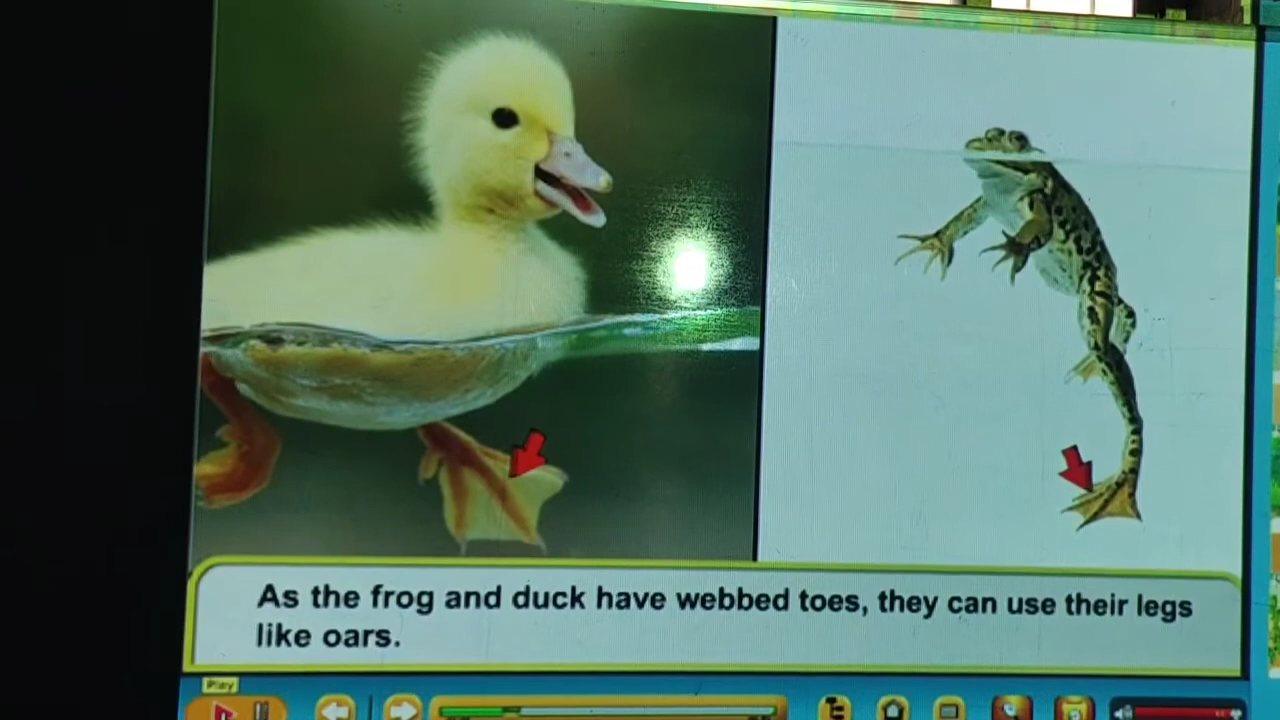 As the frog and duck have webbed toes, they can use their legs
like oars.
Play